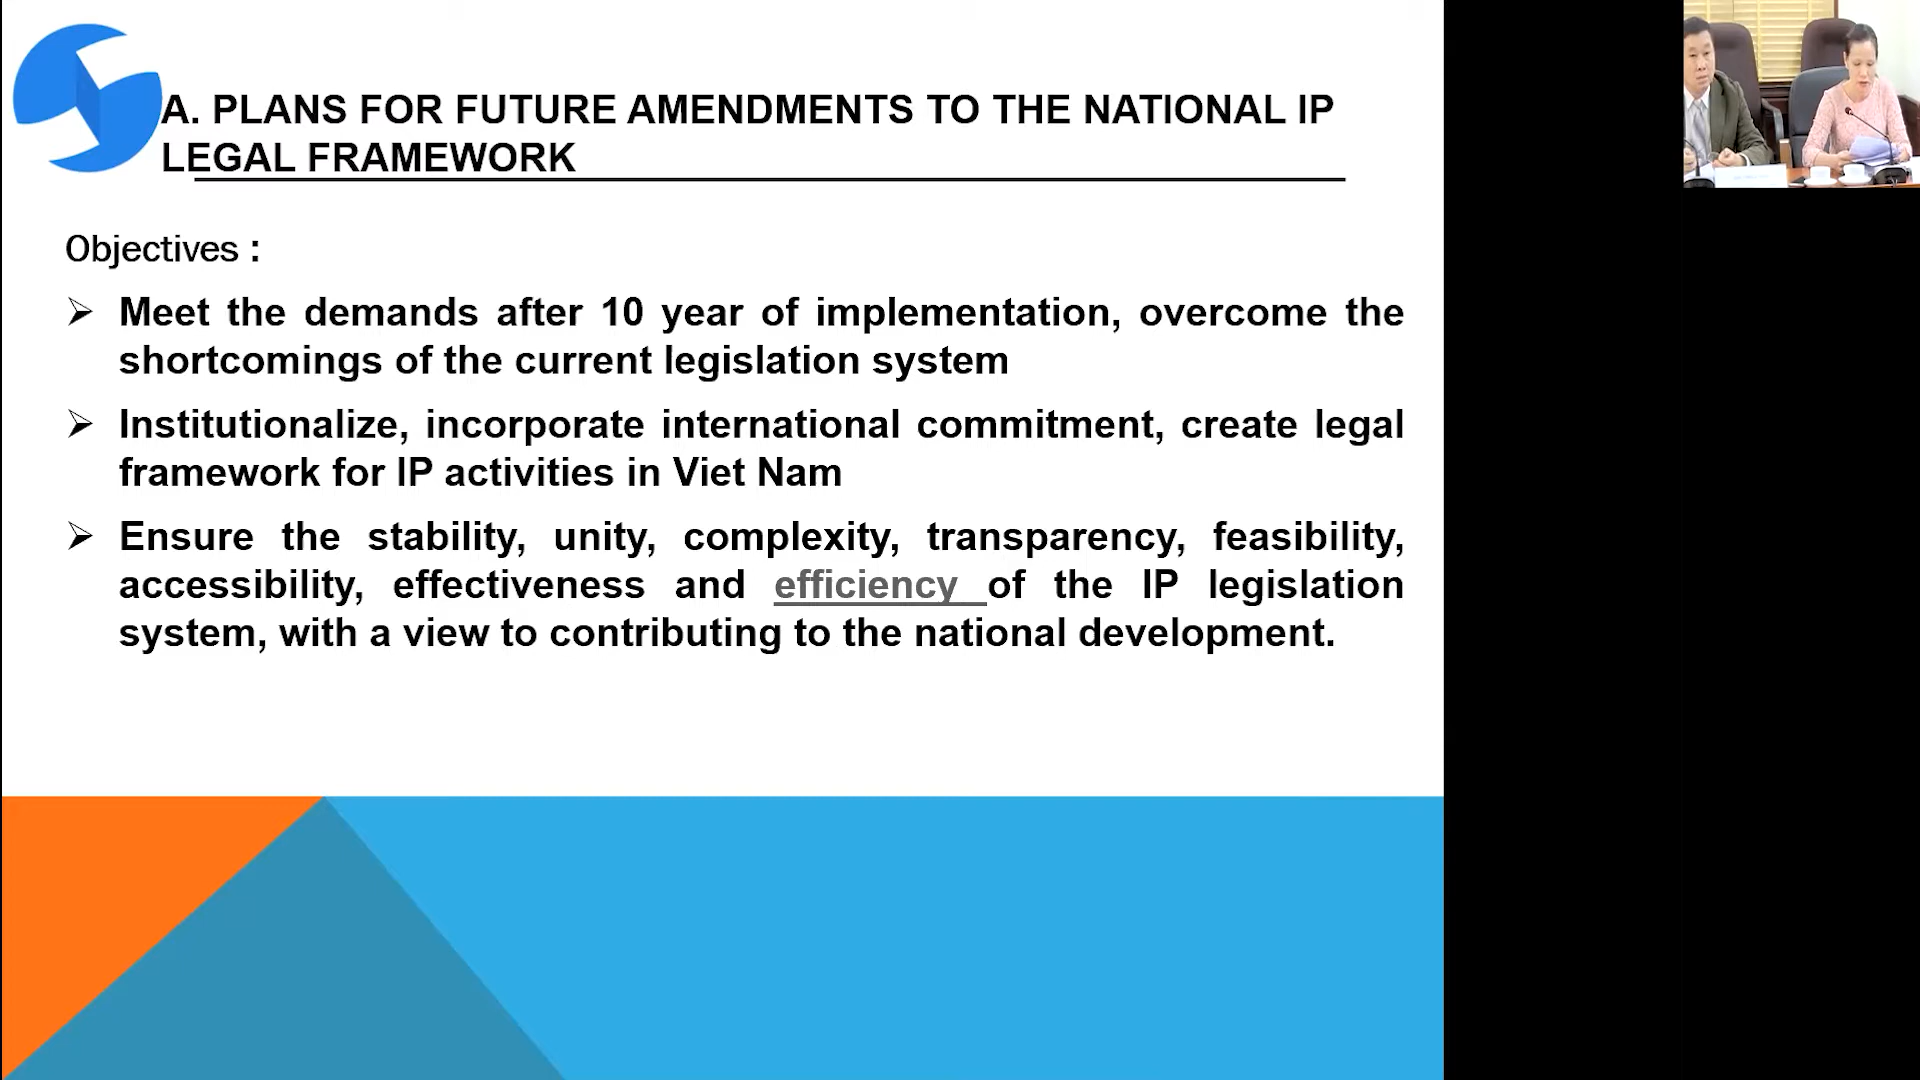 A. PLANS FOR FUTURE AMENDMENTS TO THE NATIONAL IP
LEGAL FRAMEWORK
Objectives :
➢ Meet the demands after 10 year of implementation, overcome the
shortcomings of the current legislation system
➢ Institutionalize, incorporate international commitment, create legal
framework for IP activities in Viet Nam
➢ Ensure the stability, unity, complexity, transparency, feasibility,
accessibility, effectiveness and efficiency of the IP legislation
system, with a view to contributing to the national development.